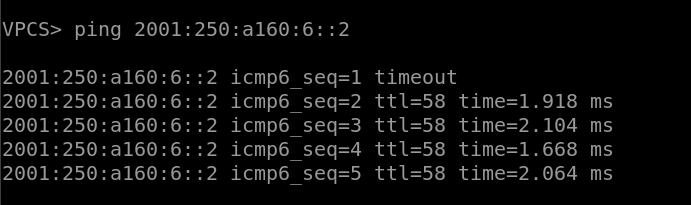 VPCS> ping 2001:250:a160:6::2
2001:250:a160:6::2 icmp6_seq=1 timeout
2001:250:a160:6::2 icmp6_seq=2 ttl=58 time=1.918 ms
2001:250:a160:6::2 icmp6_seq=3 ttl=58 time=2.104 ms
2001:250:a160:6::2 icmp6_seq=4 ttl=58 time=1.668 ms
2001:250:a160:6::2 icmp6_seq=5 ttl=58 time=2.064 ms